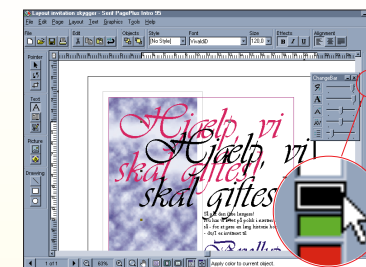 Layout invitation skygger - Serif PagePlus Intro 95
File Edit Page Layout Text Graphics Tools Help
File Edit Objects Style Font Size Effects Alignment
[No Style] VivaldiD 120,0 B I U
Pointer
ChangeBar
Text
A
Picture
Drawing
Hjælp, vi
skal giftes
Hjælp, vi
skal giftes
1 of 1 63% Apply color to current object.